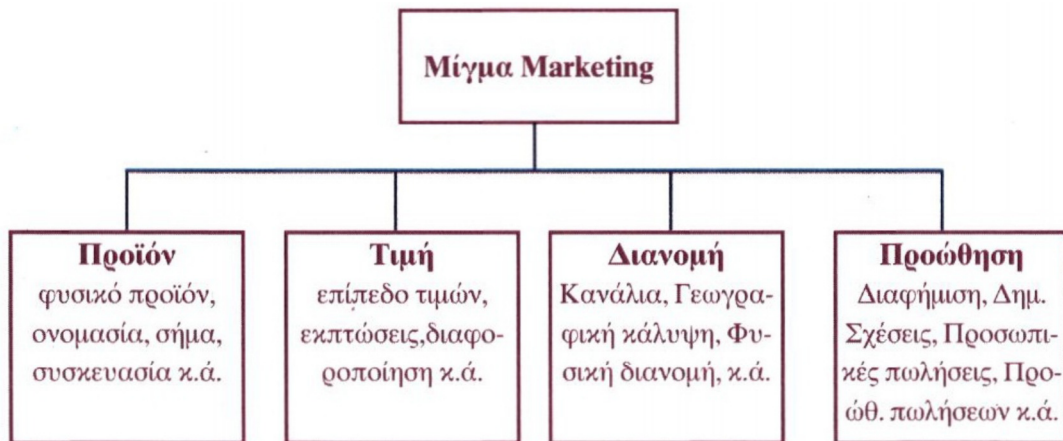 Μίγμα Marketing
Προϊόν
φυσικό προϊόν,
ονομασία, σήμα,
συσκευασία κ.ά.
Τιμή
επίπεδο τιμών,
εκπτώσεις,διαφο-
ροποίηση κ.ά.
Διανομή
Κανάλια, Γεωγρα-
φική κάλυψη, Φυ-
σική διανομή, κ.ά.
Προώθηση
Διαφήμιση, Δημ.
Σχέσεις, Προσωπι-
κές πωλήσεις, Προ-
ώθ. πωλήσεων κ.ά.